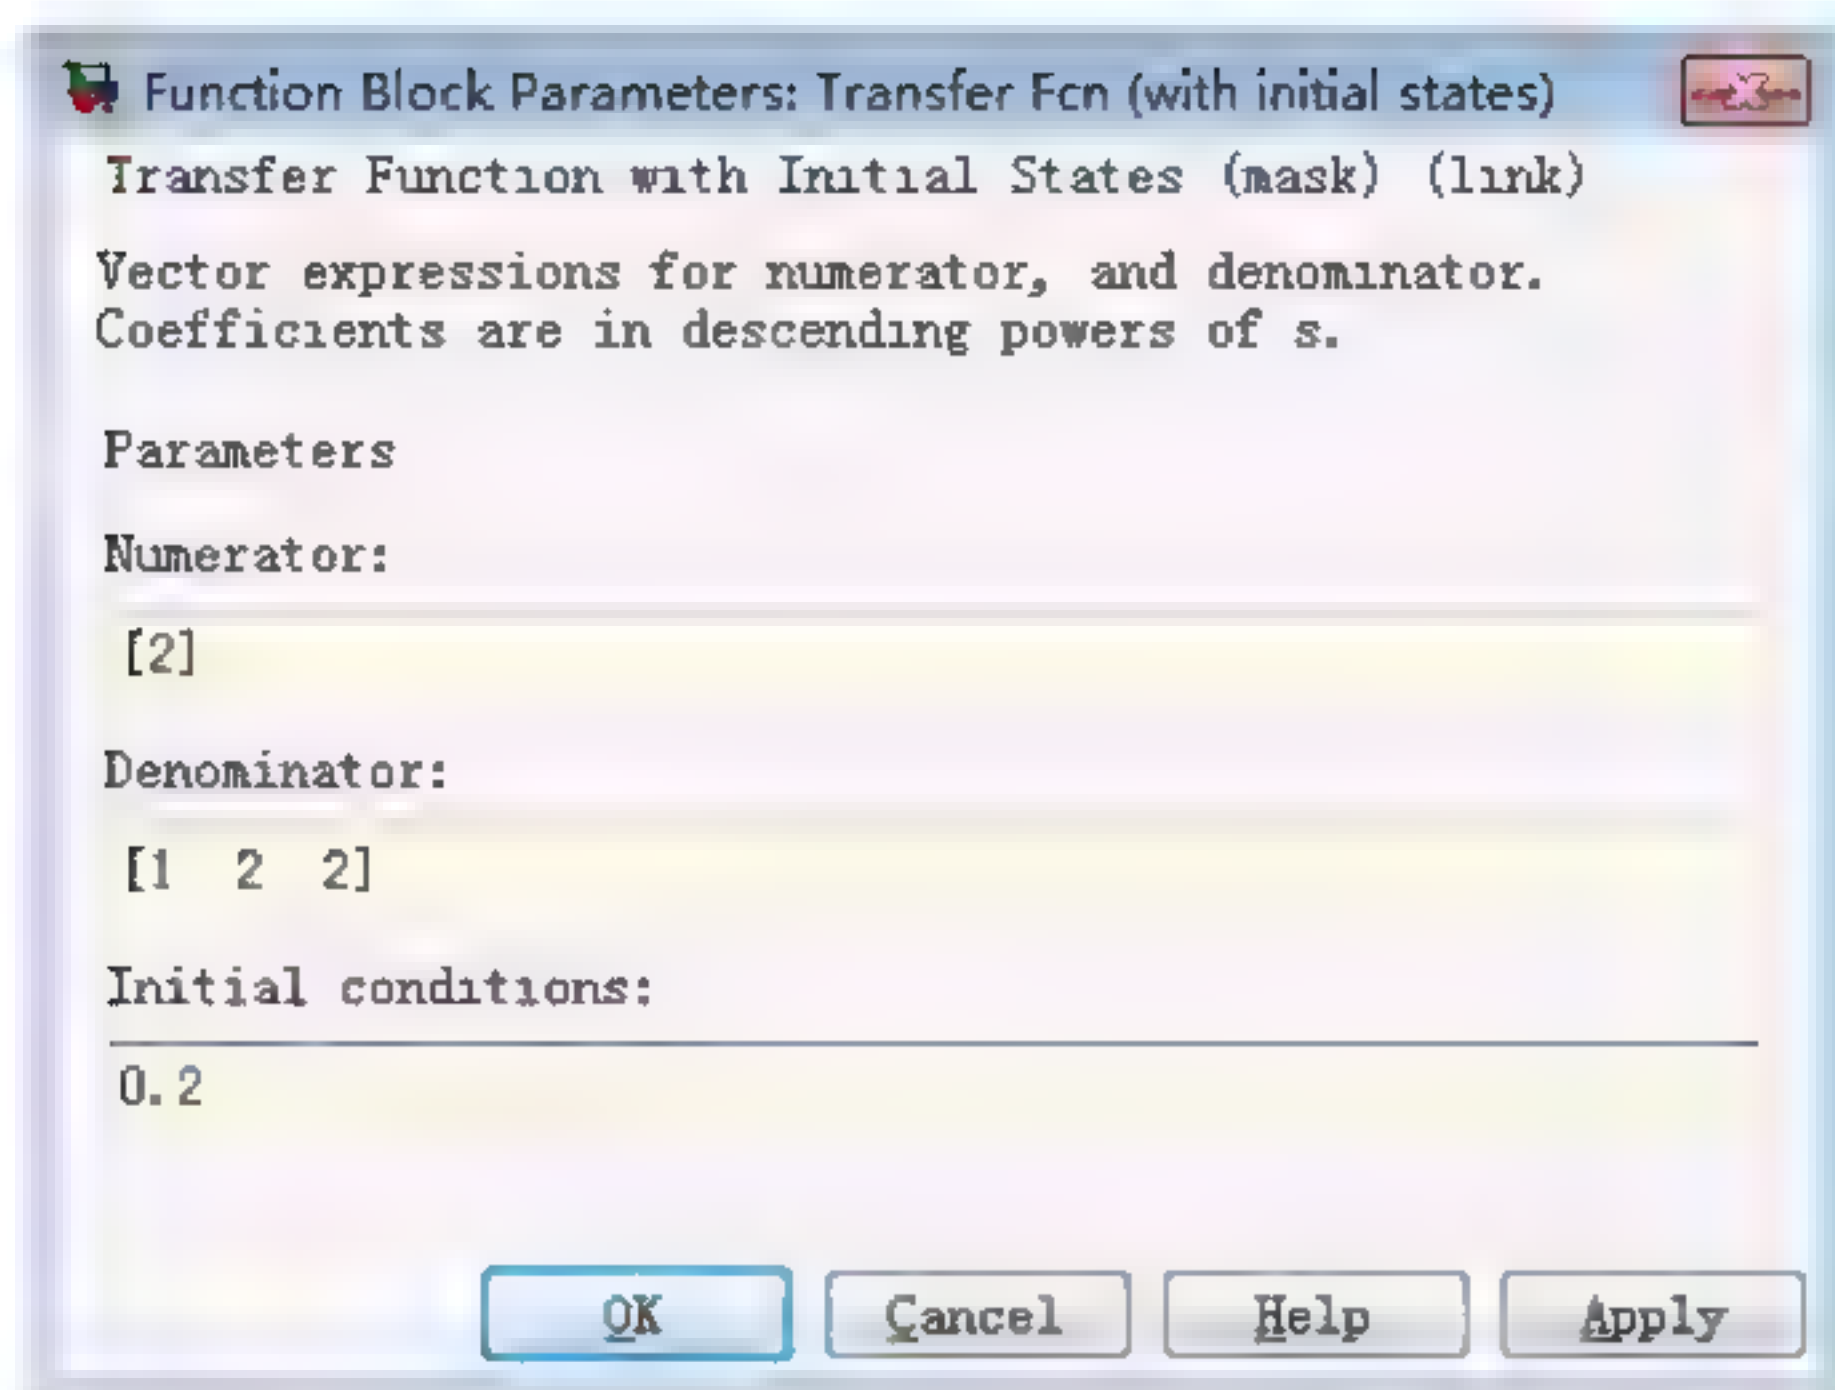 Function Block Parameters: Transfer Fcn (with initial states)
Transfer Function with Initial States (mask) (link)
Vector expressions for numerator, and denominator.
Coefficients are in descending powers of s.
Parameters
Numerator:
[2]
Denominator:
[1 2 2]
Initial conditions:
0.2
OK Cancel Help Apply